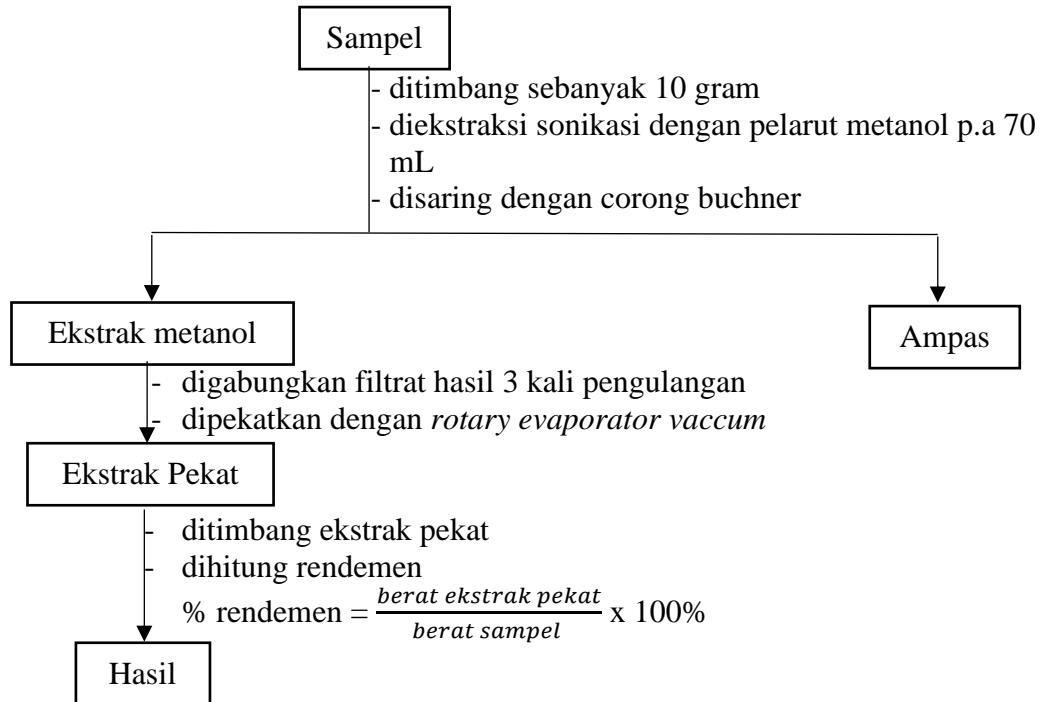 Sampel
- ditimbang sebanyak 10 gram
- diekstraksi sonikasi dengan pelarut metanol p.a 70
mL
- disaring dengan corong buchner
Ekstrak metanol
Ampas
- digabungkan filtrat hasil 3 kali pengulangan
- dipekatkan dengan rotary evaporator vaccum
Ekstrak Pekat
- ditimbang ekstrak pekat
- dihitung rendemen
% rendemen = berat ekstrak pekat / berat sampel x 100%
Hasil